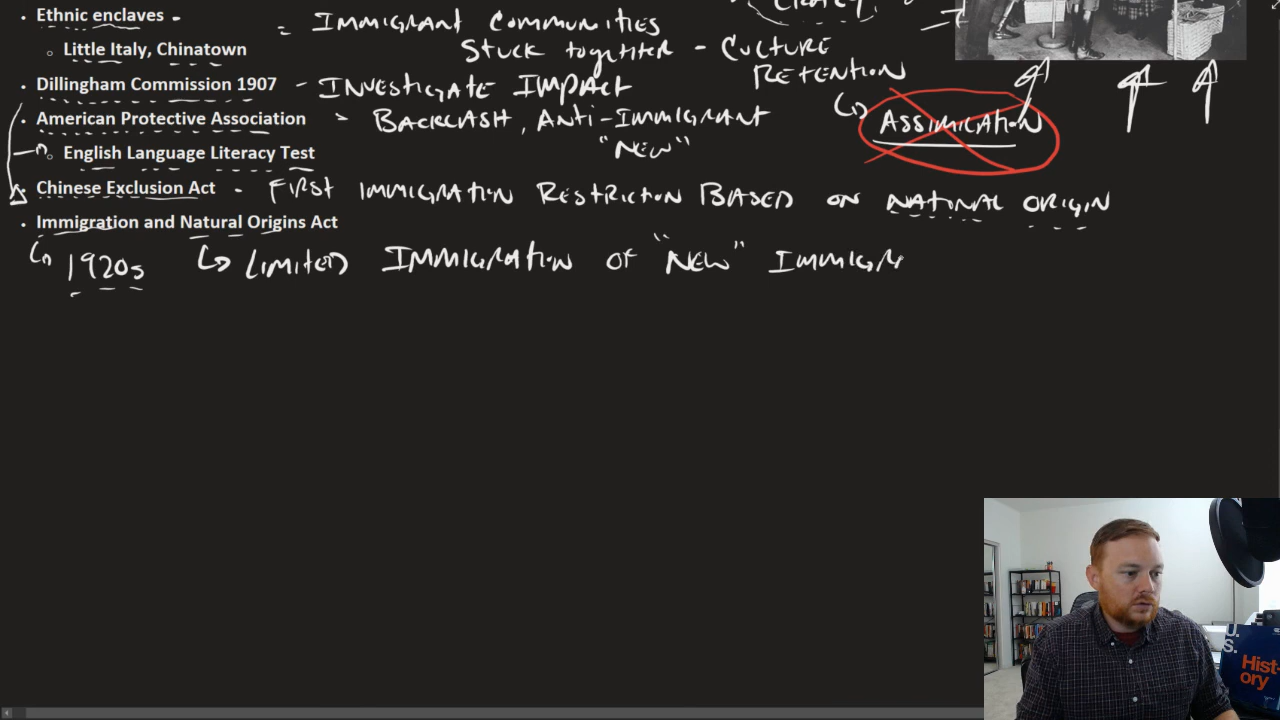 • Ethnic enclaves - = IMMIGRANT COMMUNITIES
◦ Little Italy, Chinatown STUCK TOGETHER - CULTURE RETENTION
• Dillingham Commission 1907 - INVESTIGATE IMPACT
• American Protective Association - BACKLASH, ANTI-IMMIGRANT "NEW"
ASSIMILATION
◦ English Language Literacy Test
• Chinese Exclusion Act - FIRST IMMIGRATION RESTRICTION BASED ON NATIONAL ORIGIN
• Immigration and Natural Origins Act
1920s LIMITED IMMIGRATION OF "NEW" IMMIGR
U.
S.
Hist-
ory